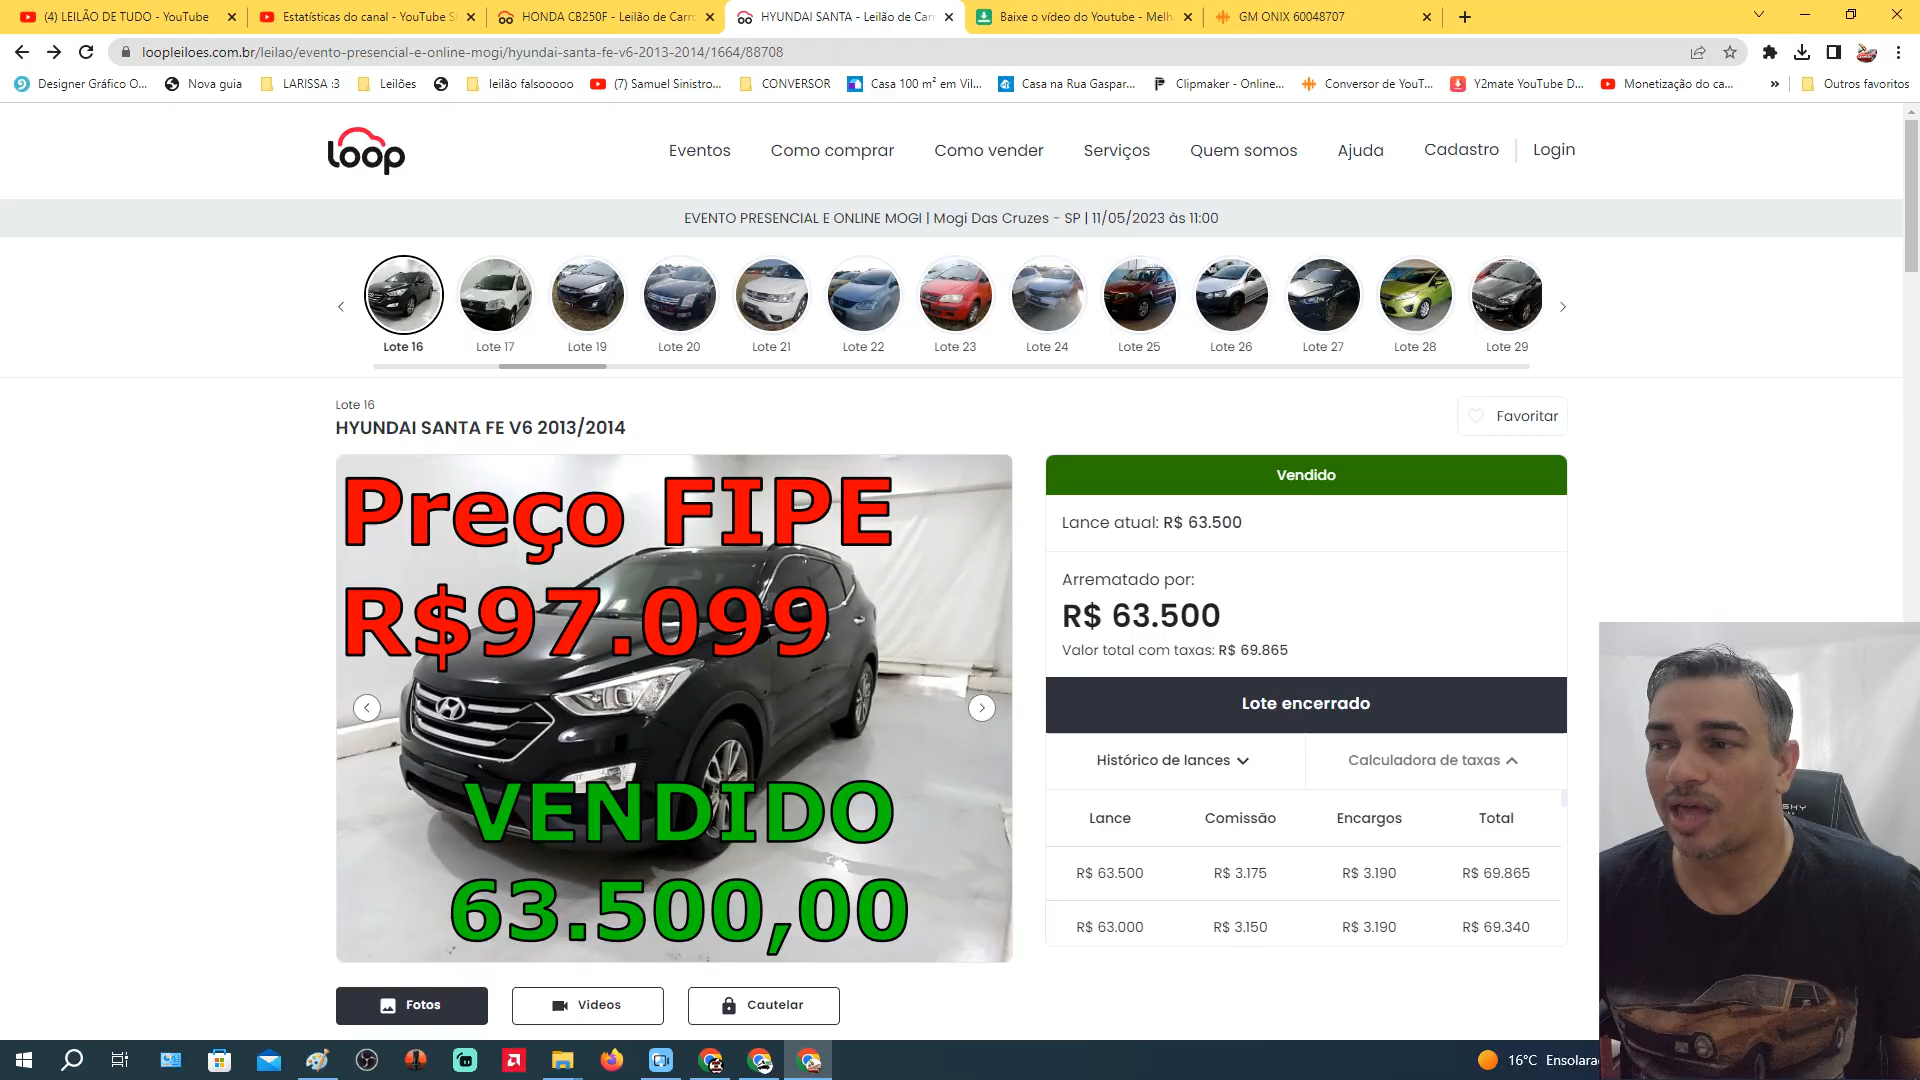 (4) LEILÃO DE TUDO - YouTube
Estatísticas do canal - YouTube S
HONDA CB250F - Leilão de Carro
HYUNDAI SANTA - Leilão de Carr
Baixe o vídeo do Youtube - Melh
GM ONIX 60048707
loopleiloes.com.br/leilao/evento-presencial-e-online-mogi/hyundai-santa-fe-v6-2013-2014/1664/88708
Designer Gráfico O...
Nova guia
LARISSA :3
Leilões
leilão falsooooo
(7) Samuel Sinistro...
CONVERSOR
Casa 100 m² em Vil...
Casa na Rua Gaspar...
Clipmaker - Online...
Conversor de YouT...
Y2mate YouTube D...
Monetização do ca...
»
Outros favoritos
loop
Eventos
Como comprar
Como vender
Serviços
Quem somos
Ajuda
Cadastro
Login
EVENTO PRESENCIAL E ONLINE MOGI | Mogi Das Cruzes - SP | 11/05/2023 às 11:00
Lote 16
Lote 17
Lote 19
Lote 20
Lote 21
Lote 22
Lote 23
Lote 24
Lote 25
Lote 26
Lote 27
Lote 28
Lote 29
Lote 16
HYUNDAI SANTA FE V6 2013/2014
Favoritar
Preço FIPE
R$97.099
VENDIDO
63.500,00
Vendido
Lance atual: R$ 63.500
Arrematado por:
R$ 63.500
Valor total com taxas: R$ 69.865
Lote encerrado
Histórico de lances
Calculadora de taxas
Lance Comissão Encargos Total
R$ 63.500 R$ 3.175 R$ 3.190 R$ 69.865
R$ 63.000 R$ 3.150 R$ 3.190 R$ 69.340
Fotos
Videos
Cautelar
16°C Ensolara